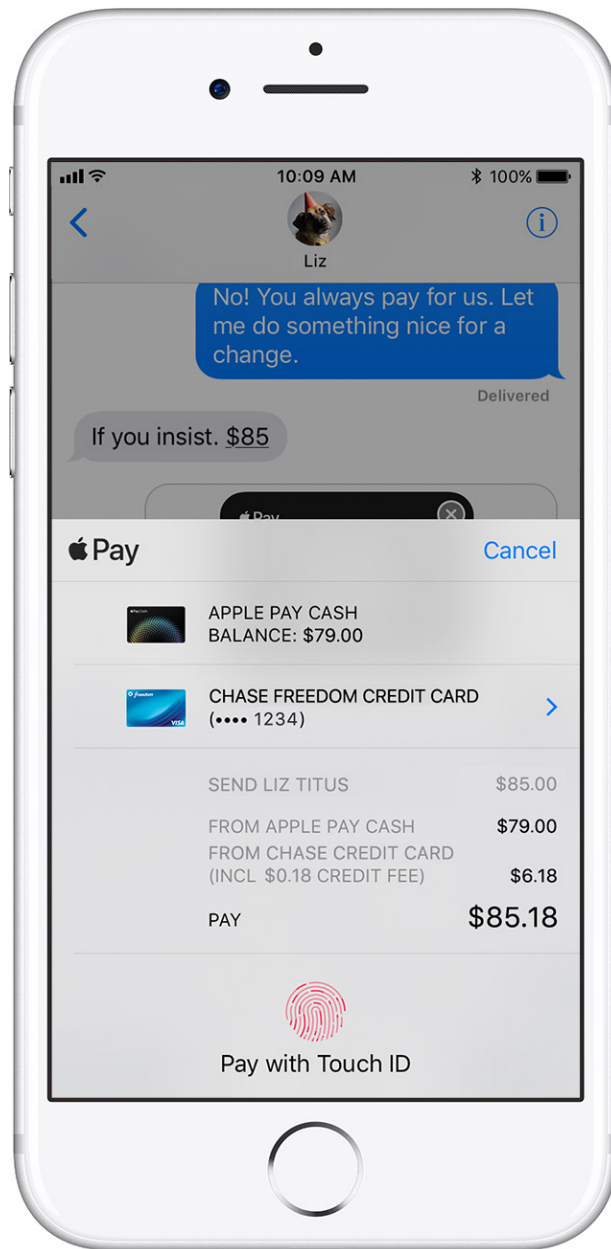 10:09 AM
100%
Liz
No! You always pay for us. Let
me do something nice for a
change.
Delivered
If you insist. $85
Pay
Pay
Cancel
APPLE PAY CASH
BALANCE: $79.00
freedom
VISA
CHASE FREEDOM CREDIT CARD
(•••• 1234)
SEND LIZ TITUS $85.00
FROM APPLE PAY CASH $79.00
FROM CHASE CREDIT CARD
(INCL $0.18 CREDIT FEE) $6.18
PAY $85.18
Pay with Touch ID